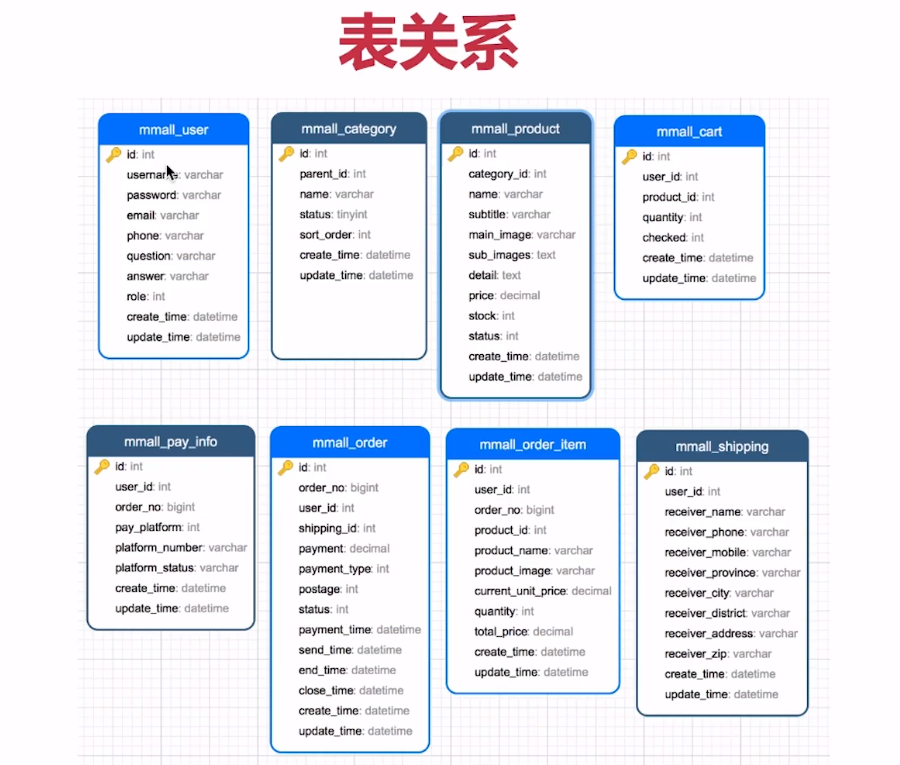 表关系
mmall_user
id: int
username: varchar
password: varchar
email: varchar
phone: varchar
question: varchar
answer: varchar
role: int
create_time: datetime
update_time: datetime
mmall_category
id: int
parent_id: int
name: varchar
status: tinyint
sort_order: int
create_time: datetime
update_time: datetime
mmall_product
id: int
category_id: int
name: varchar
subtitle: varchar
main_image: varchar
sub_images: text
detail: text
price: decimal
stock: int
status: int
create_time: datetime
update_time: datetime
mmall_cart
id: int
user_id: int
product_id: int
quantity: int
checked: int
create_time: datetime
update_time: datetime
mmall_pay_info
id: int
user_id: int
order_no: bigint
pay_platform: int
platform_number: varchar
platform_status: varchar
create_time: datetime
update_time: datetime
mmall_order
id: int
order_no: bigint
user_id: int
shipping_id: int
payment: decimal
payment_type: int
postage: int
status: int
payment_time: datetime
send_time: datetime
end_time: datetime
close_time: datetime
create_time: datetime
update_time: datetime
mmall_order_item
id: int
user_id: int
order_no: bigint
product_id: int
product_name: varchar
product_image: varchar
current_unit_price: decimal
quantity: int
total_price: decimal
create_time: datetime
update_time: datetime
mmall_shipping
id: int
user_id: int
receiver_name: varchar
receiver_phone: varchar
receiver_mobile: varchar
receiver_province: varchar
receiver_city: varchar
receiver_district: varchar
receiver_address: varchar
receiver_zip: varchar
create_time: datetime
update_time: datetime